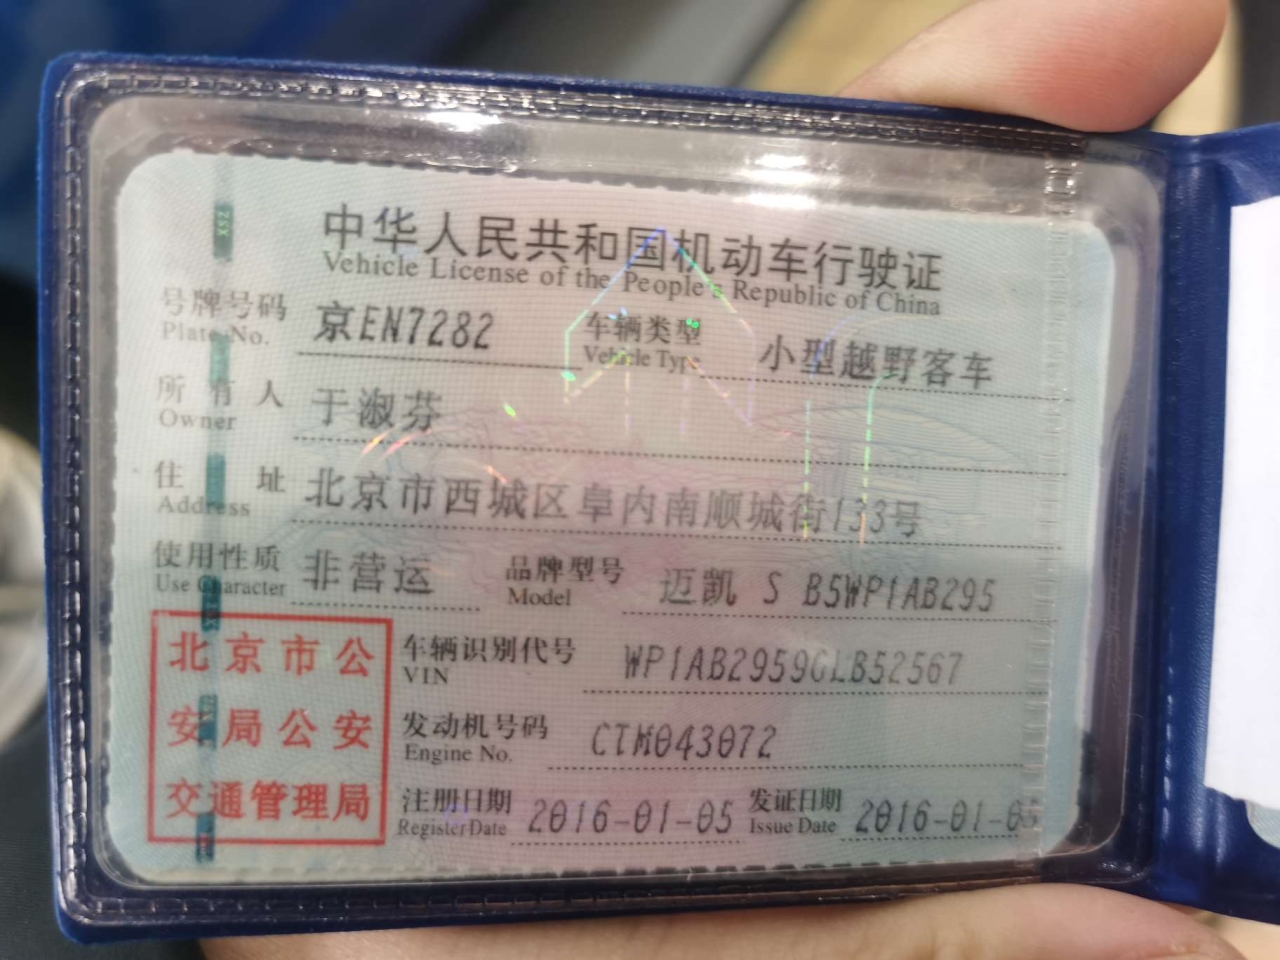 中华人民共和国机动车行驶证
Vehicle License of the People's Republic of China
号牌号码 京EN7282 车辆类型 小型越野客车
Plate No. Vehicle Type
所有人 于淑芬
Owner
住址 北京市西城区阜内南顺城街133号
Address
使用性质 非营运 品牌型号 迈凯 S B5WP1AB295
Use Character Model
北京市公
安局公安
交通管理局
车辆识别代号 WP1AB2959GLB52567
VIN
发动机号码 CTM043072
Engine No.
注册日期 2016-01-05 发证日期 2016-01-05
Register Date Issue Date